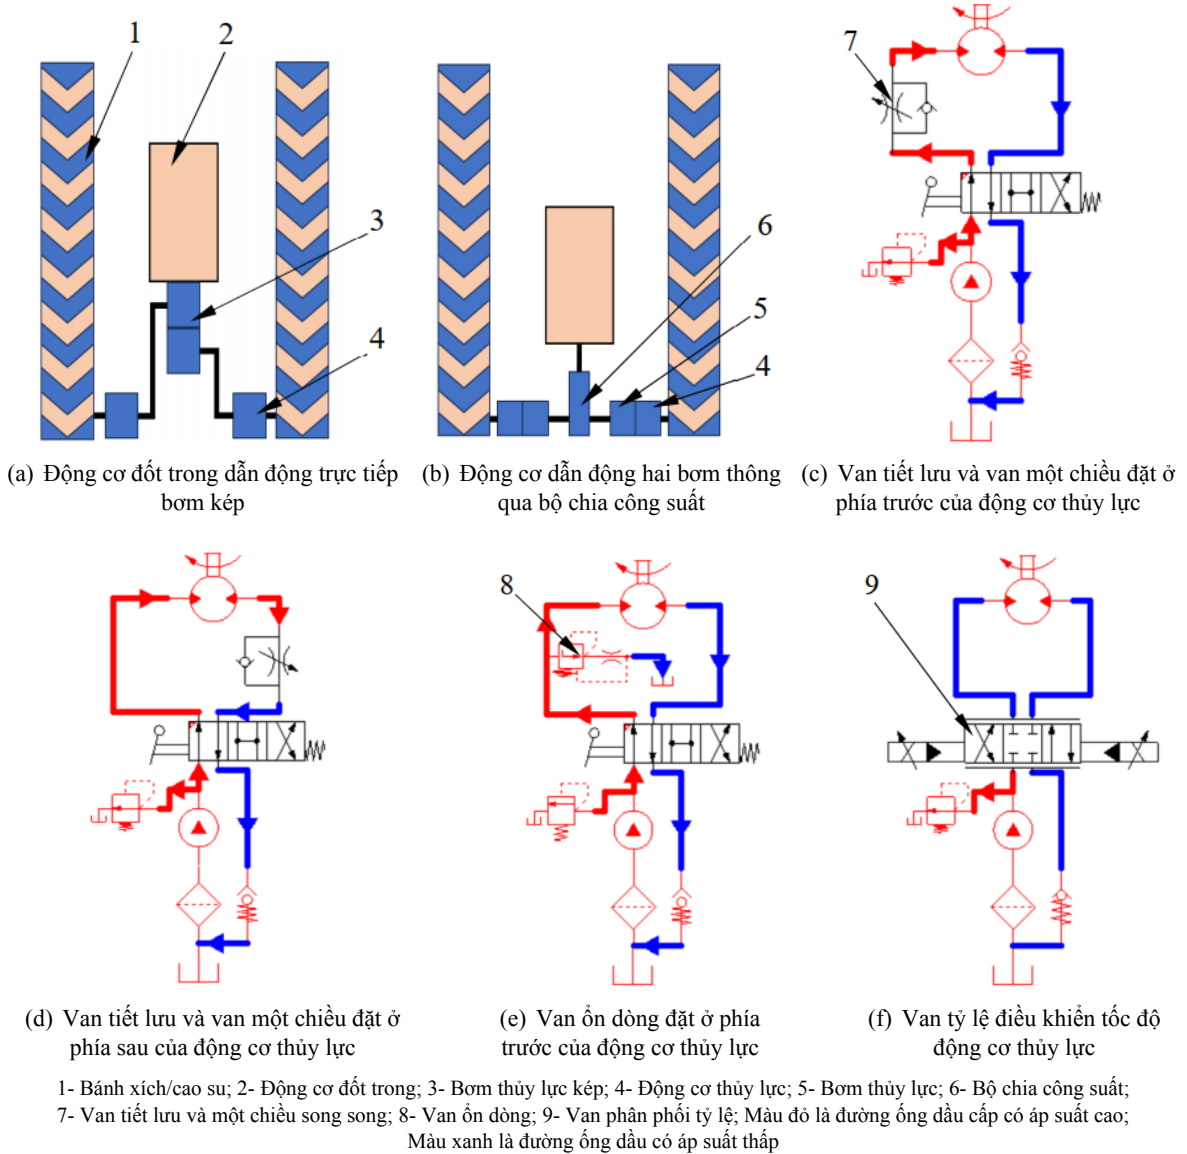 1
2
3
4
6
5
4
7
(a) Động cơ đốt trong dẫn động trực tiếp
bơm kép
(b) Động cơ dẫn động hai bơm thông
qua bộ chia công suất
(c) Van tiết lưu và van một chiều đặt ở
phía trước của động cơ thủy lực
8
9
(d) Van tiết lưu và van một chiều đặt ở
phía sau của động cơ thủy lực
(e) Van ổn dòng đặt ở phía
trước của động cơ thủy lực
(f) Van tỷ lệ điều khiển tốc độ
động cơ thủy lực
1- Bánh xích/cao su; 2- Động cơ đốt trong; 3- Bơm thủy lực kép; 4- Động cơ thủy lực; 5- Bơm thủy lực; 6- Bộ chia công suất;
7- Van tiết lưu và một chiều song song; 8- Van ổn dòng; 9- Van phân phối tỷ lệ; Màu đỏ là đường ống dầu cấp có áp suất cao;
Màu xanh là đường ống dầu có áp suất thấp